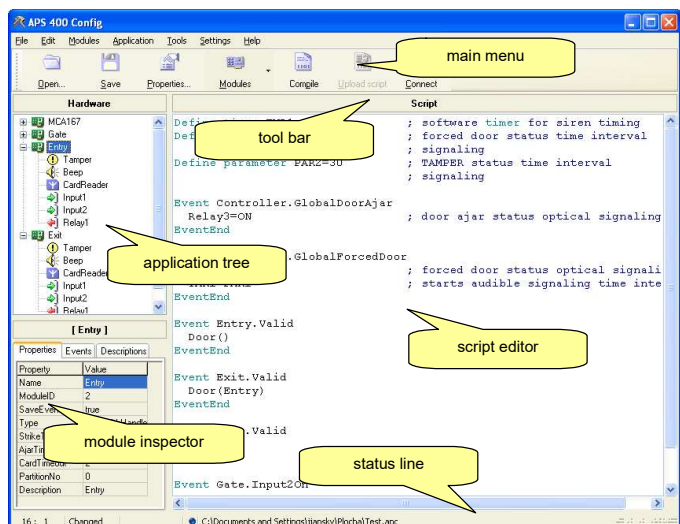 APS 400 Config
File Edit Modules Application Tools Settings Help
main menu
Open... Save Properties... Modules Compile Upload script Connect
Hardware
Script
tool bar
MCA167
Gate
Entry
Tamper
Beep
CardReader
Input1
Input2
Relay1
Exit
Tamper
Beep
CardReader
Input1
Input2
Relay1
application tree
; software timer for siren timing
; forced door status time interval
; signaling
Define parameter PAR2=30 ; TAMPER status time interval
; signaling
Event Controller.GlobalDoorAjar
Relay3=ON ; door ajar status optical signaling
EventEnd
.GlobalForcedDoor
; forced door status optical signali
; starts audible signaling time inte
EventEnd
Event Entry.Valid
Door()
EventEnd
Event Exit.Valid
Door(Entry)
EventEnd
.Valid
Event Gate.Input2On
script editor
[ Entry ]
Properties Events Descriptions
Property Value
Name Entry
ModuleID 2
true
Type
PartitionNo 0
Description Entry
module inspector
status line
16: 1 Changed C:\Documents and Settings\jansky\Plocha\Test.apc